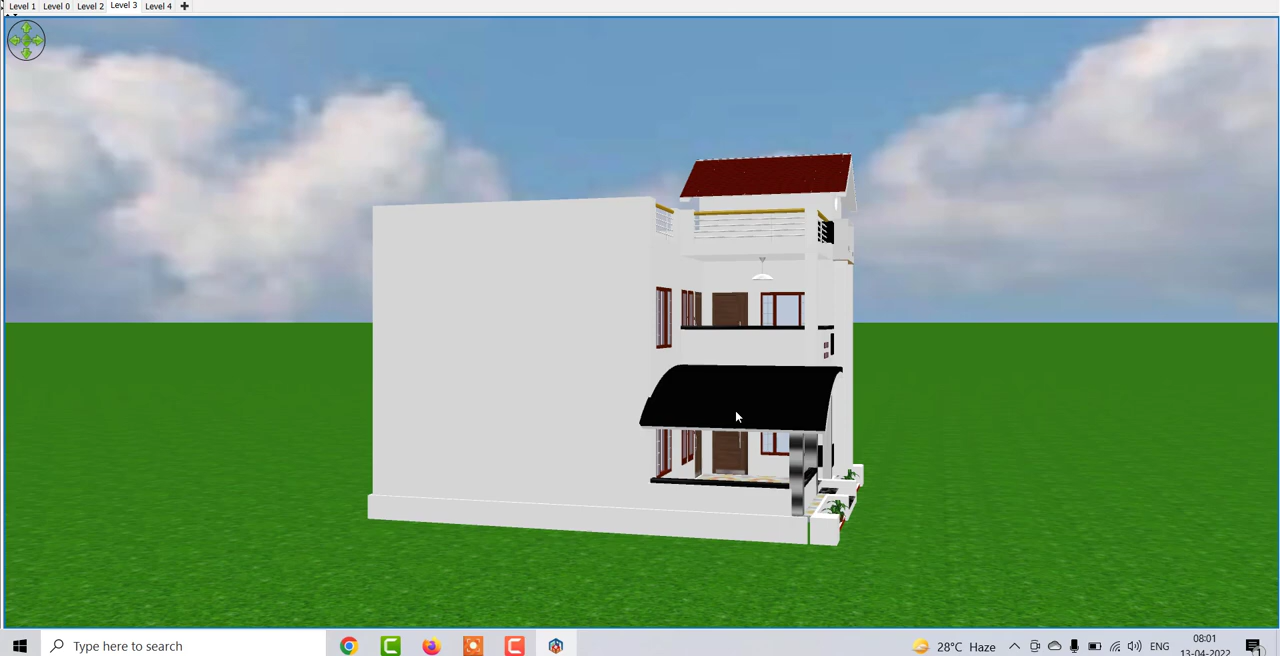 Level 1 Level 0 Level 2 Level 3 Level 4
Type here to search
28°C Haze
ENG
08:01
13-04-2022